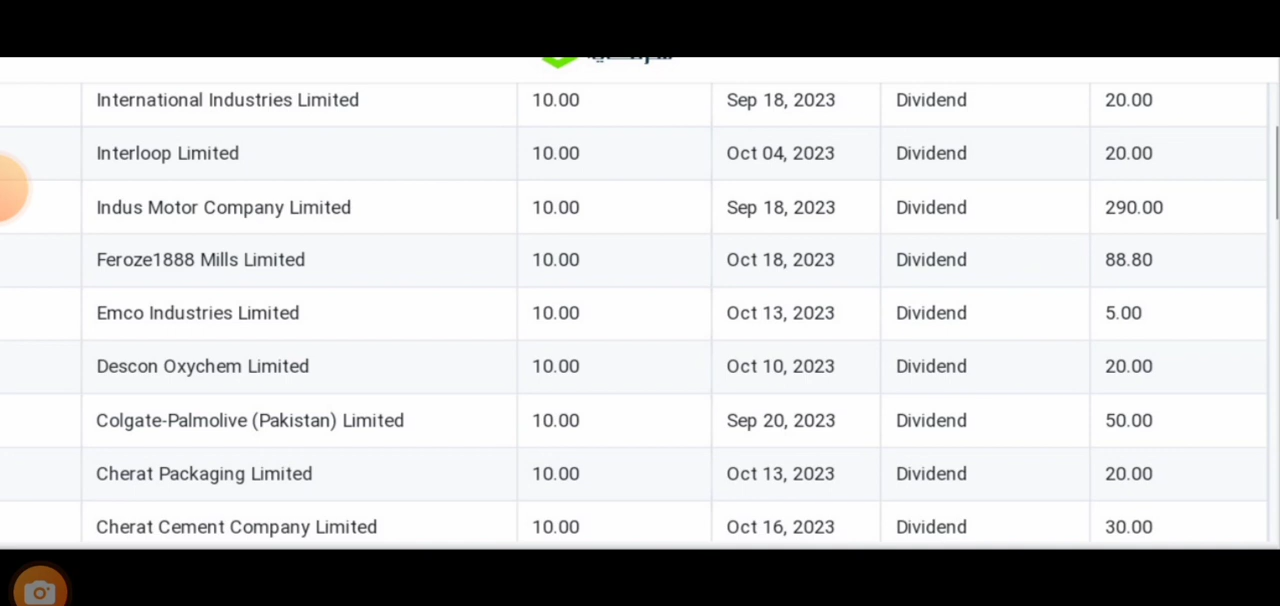 International Industries Limited 10.00 Sep 18, 2023 Dividend 20.00
Interloop Limited 10.00 Oct 04, 2023 Dividend 20.00
Indus Motor Company Limited 10.00 Sep 18, 2023 Dividend 290.00
Feroze1888 Mills Limited 10.00 Oct 18, 2023 Dividend 88.80
Emco Industries Limited 10.00 Oct 13, 2023 Dividend 5.00
Descon Oxychem Limited 10.00 Oct 10, 2023 Dividend 20.00
Colgate-Palmolive (Pakistan) Limited 10.00 Sep 20, 2023 Dividend 50.00
Cherat Packaging Limited 10.00 Oct 13, 2023 Dividend 20.00
Cherat Cement Company Limited 10.00 Oct 16, 2023 Dividend 30.00